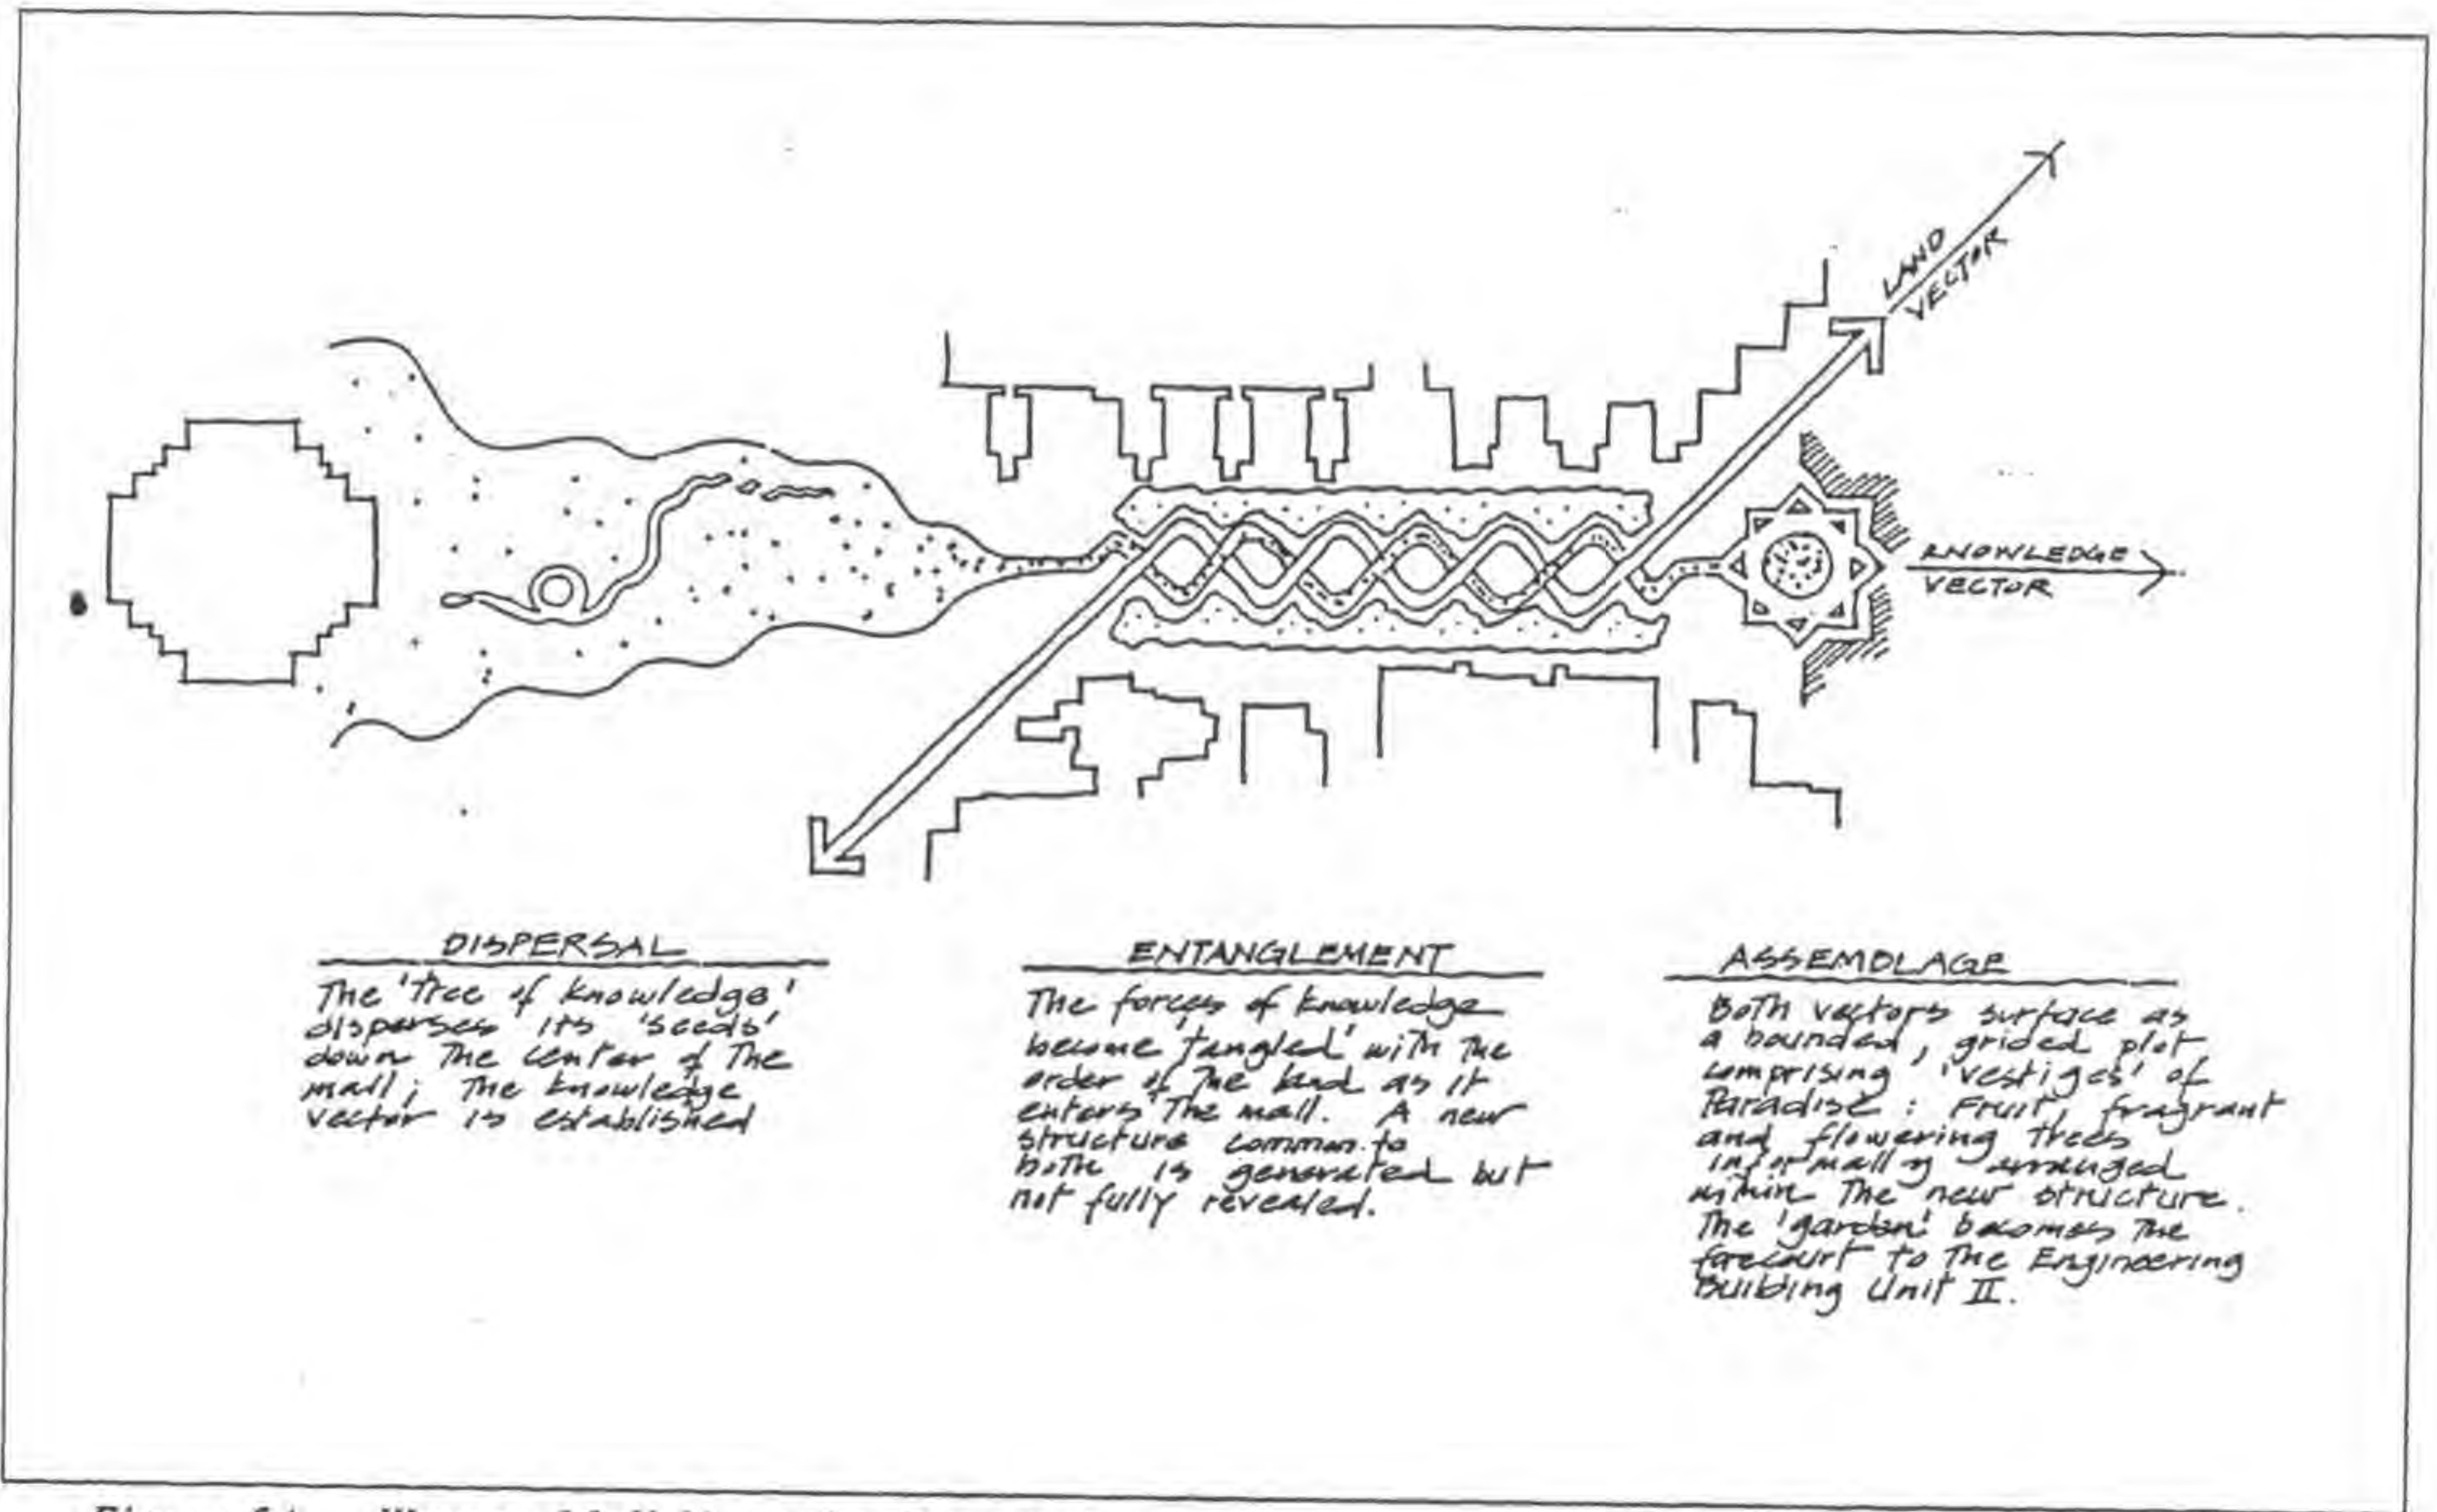 LAND
VECTOR
KNOWLEDGE
VECTOR
DISPERSAL
The 'Tree of knowledge'
disperses its 'seeds'
down The center of The
mall; The knowledge
vector is established
ENTANGLEMENT
The forces of knowledge
become 'tangled' with The
order of The land as it
enters The mall. A new
structure common to
both is generated but
not fully revealed.
ASSEMBLAGE
Both vectors surface as
a bounded, grided plot
comprising 'vestiges' of
Paradise: Fruit, fragrant
and flowering trees
informally arranged
within The new structure.
The 'garden' becomes The
forecourt to The Engineering
Building Unit II.